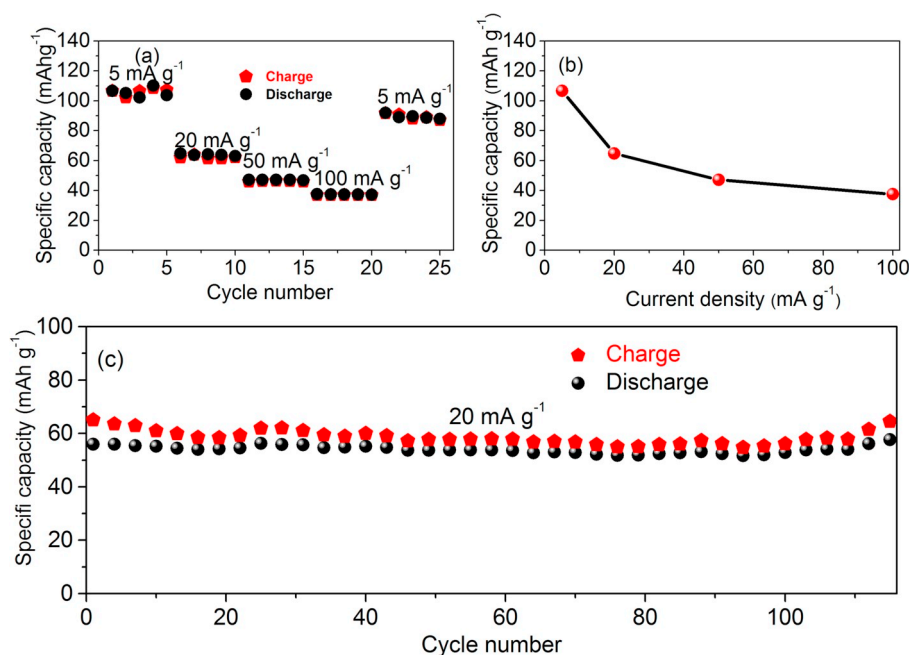 (a)
5 mA g⁻¹
Charge
Discharge
20 mA g⁻¹
50 mA g⁻¹
100 mA g⁻¹
5 mA g⁻¹
Specific capacity (mAhg⁻¹)
140
120
100
80
60
40
20
0
0 5 10 15 20 25
Cycle number
(b)
Specific capacity (mAh g⁻¹)
140
120
100
80
60
40
20
0
0 20 40 60 80 100
Current density (mA g⁻¹)
(c)
Charge
Discharge
20 mA g⁻¹
Specifi capacity (mAh g⁻¹)
100
80
60
40
20
0
0 20 40 60 80 100
Cycle number